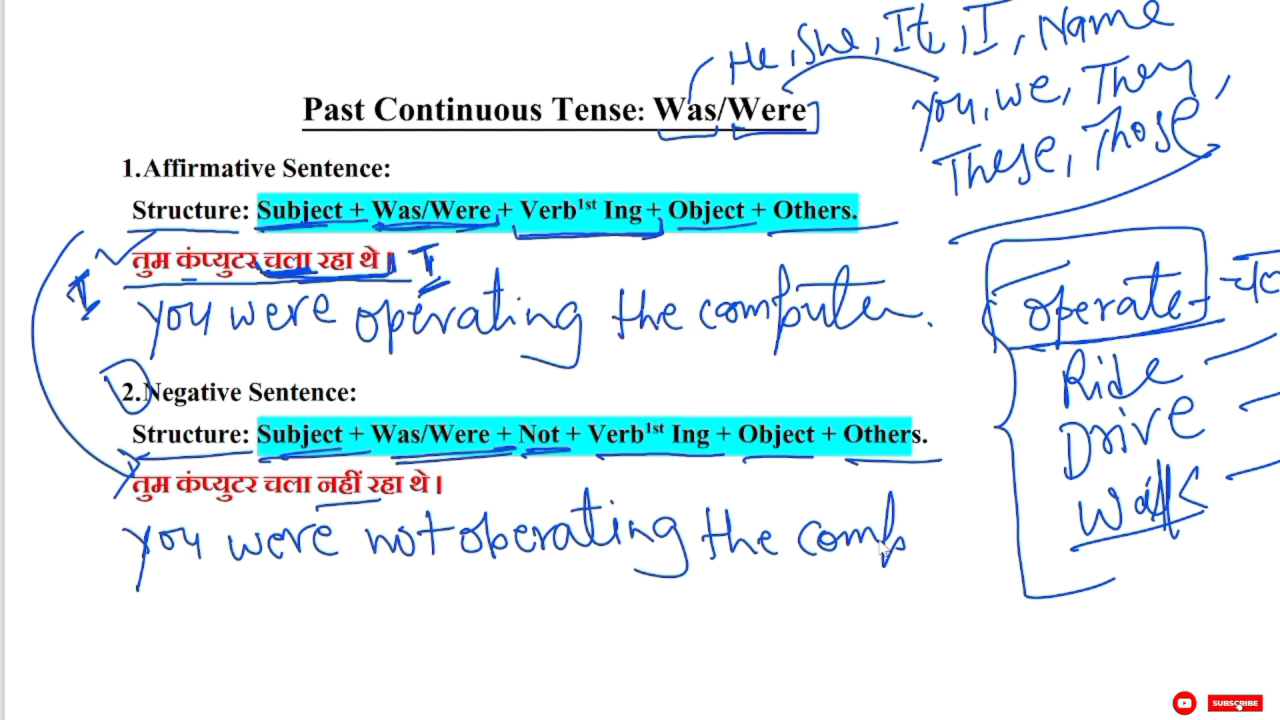 He, She, It, I, Name
Past Continuous Tense: Was/Were
you, we, They,
These, Those
1.Affirmative Sentence:
Structure: Subject + Was/Were + Verb1st Ing + Object + Others.
तुम कंप्युटर चला रहा थे।
I
I
you were operating the computer.
operate
Ride
Drive
Walk
2.Negative Sentence:
Structure: Subject + Was/Were + Not + Verb1st Ing + Object + Others.
तुम कंप्युटर चला नहीं रहा थे।
you were not operating the comp
SUBSCRIBE